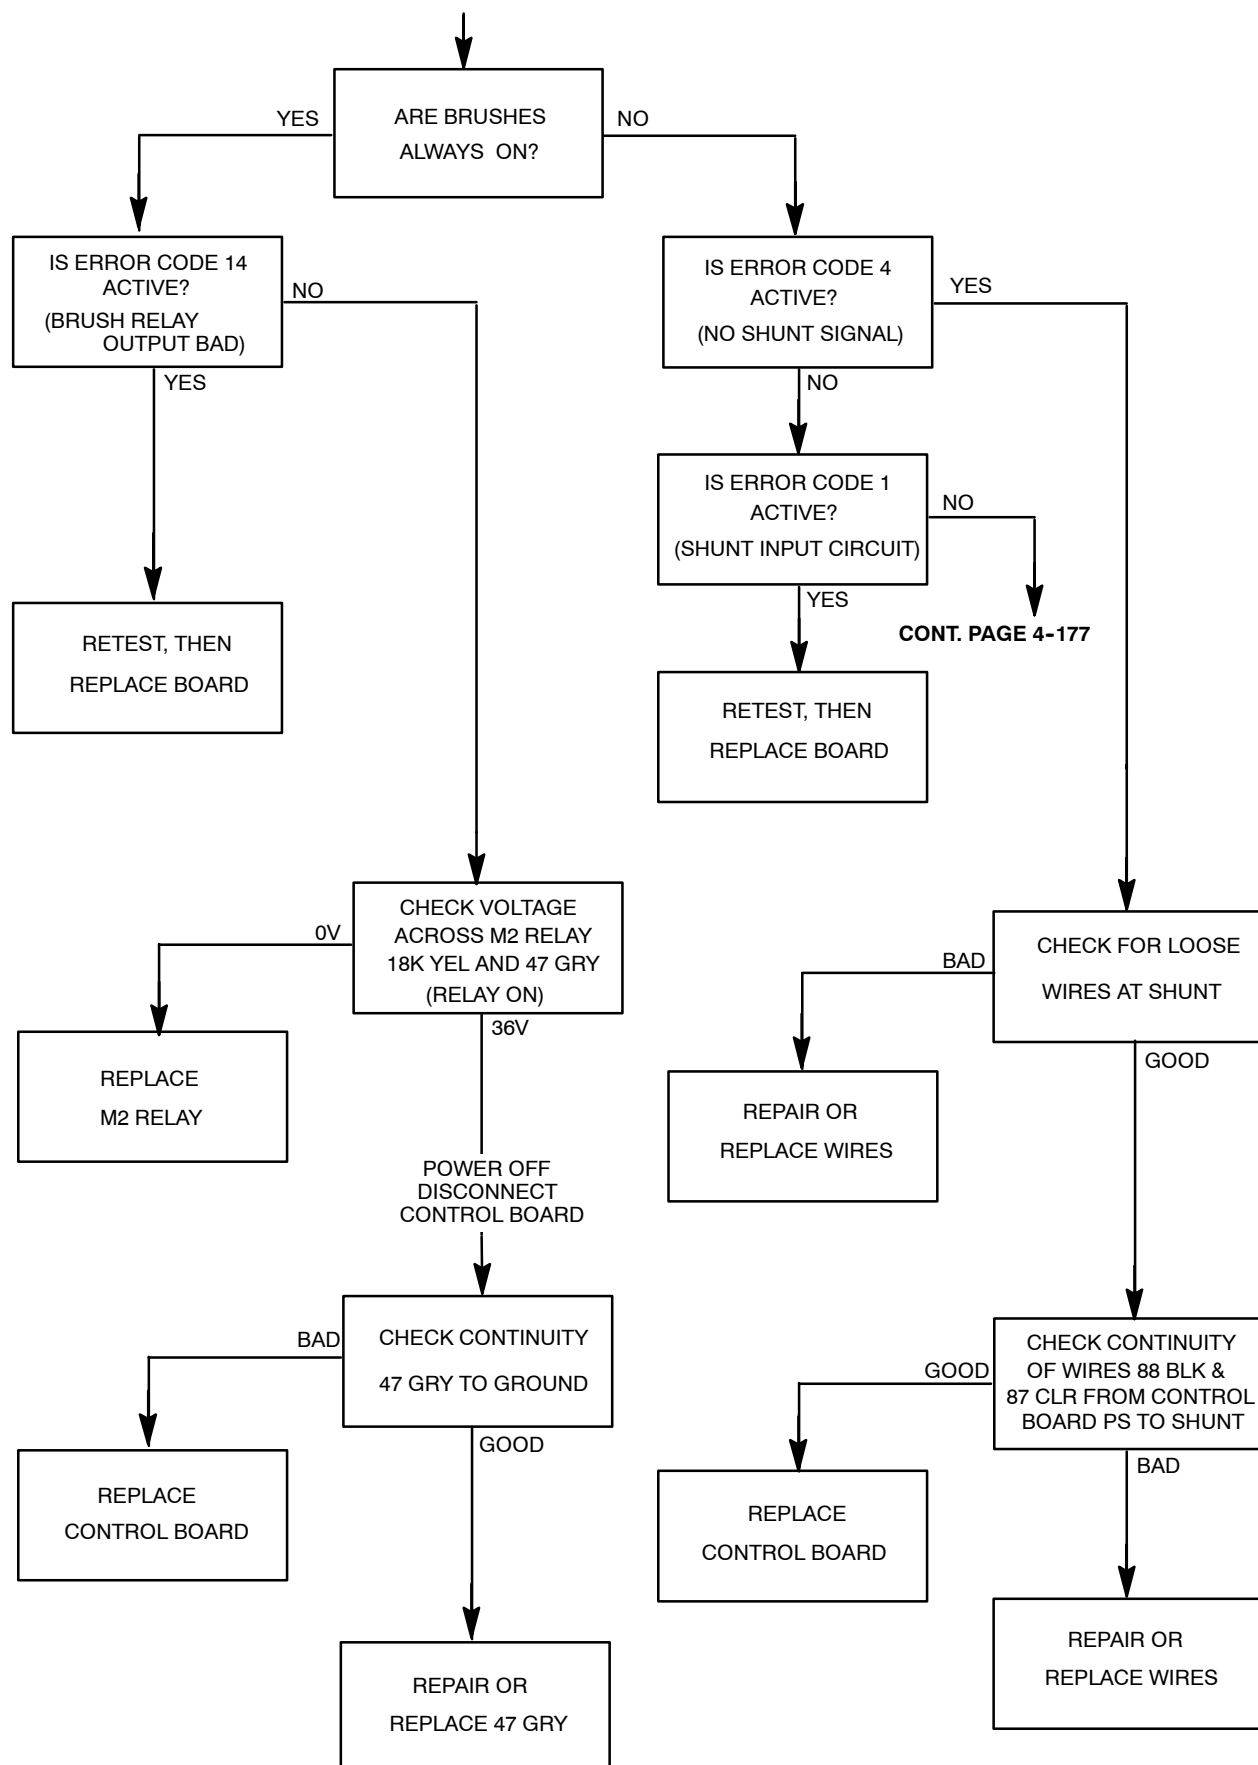 ARE BRUSHES
ALWAYS ON?
YES
NO
IS ERROR CODE 14
ACTIVE?
(BRUSH RELAY
OUTPUT BAD)
NO
YES
RETEST, THEN
REPLACE BOARD
IS ERROR CODE 4
ACTIVE?
(NO SHUNT SIGNAL)
YES
NO
IS ERROR CODE 1
ACTIVE?
(SHUNT INPUT CIRCUIT)
NO
YES
CONT. PAGE 4-177
RETEST, THEN
REPLACE BOARD
CHECK VOLTAGE
ACROSS M2 RELAY
18K YEL AND 47 GRY
(RELAY ON)
0V
36V
REPLACE
M2 RELAY
POWER OFF
DISCONNECT
CONTROL BOARD
CHECK CONTINUITY
47 GRY TO GROUND
BAD
GOOD
REPLACE
CONTROL BOARD
REPAIR OR
REPLACE 47 GRY
CHECK FOR LOOSE
WIRES AT SHUNT
BAD
GOOD
REPAIR OR
REPLACE WIRES
CHECK CONTINUITY
OF WIRES 88 BLK &
87 CLR FROM CONTROL
BOARD PS TO SHUNT
GOOD
BAD
REPLACE
CONTROL BOARD
REPAIR OR
REPLACE WIRES